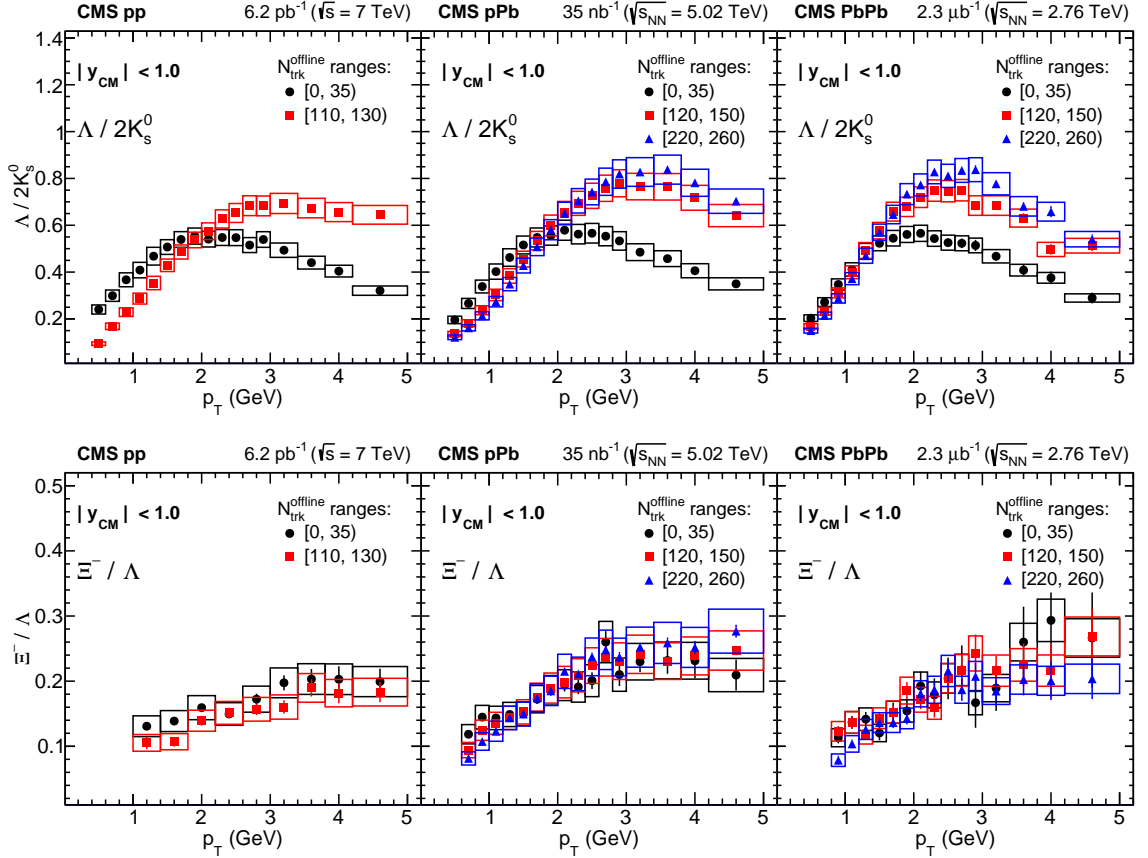 CMS pp 6.2 pb⁻¹ (√s = 7 TeV) CMS pPb 35 nb⁻¹ (√s_NN = 5.02 TeV) CMS PbPb 2.3 μb⁻¹ (√s_NN = 2.76 TeV)
1.4
| y_CM | < 1.0 N_trk^offline ranges: | y_CM | < 1.0 N_trk^offline ranges: | y_CM | < 1.0 N_trk^offline ranges:
[0, 35) [0, 35) [0, 35)
1.2
[110, 130) [120, 150) [120, 150)
Λ / 2K_s^0 Λ / 2K_s^0 [220, 260) Λ / 2K_s^0 [220, 260)
1
0.8
Λ / 2K_s^0
0.6
0.4
0.2
1 2 3 4 5 1 2 3 4 5 1 2 3 4 5
p_T (GeV) p_T (GeV) p_T (GeV)
CMS pp 6.2 pb⁻¹ (√s = 7 TeV) CMS pPb 35 nb⁻¹ (√s_NN = 5.02 TeV) CMS PbPb 2.3 μb⁻¹ (√s_NN = 2.76 TeV)
0.5
| y_CM | < 1.0 N_trk^offline ranges: | y_CM | < 1.0 N_trk^offline ranges: | y_CM | < 1.0 N_trk^offline ranges:
[0, 35) [0, 35) [0, 35)
[110, 130) [120, 150) [120, 150)
0.4
Ξ⁻ / Λ Ξ⁻ / Λ [220, 260) Ξ⁻ / Λ [220, 260)
0.3
Ξ⁻ / Λ
0.2
0.1
1 2 3 4 5 1 2 3 4 5 1 2 3 4 5
p_T (GeV) p_T (GeV) p_T (GeV)